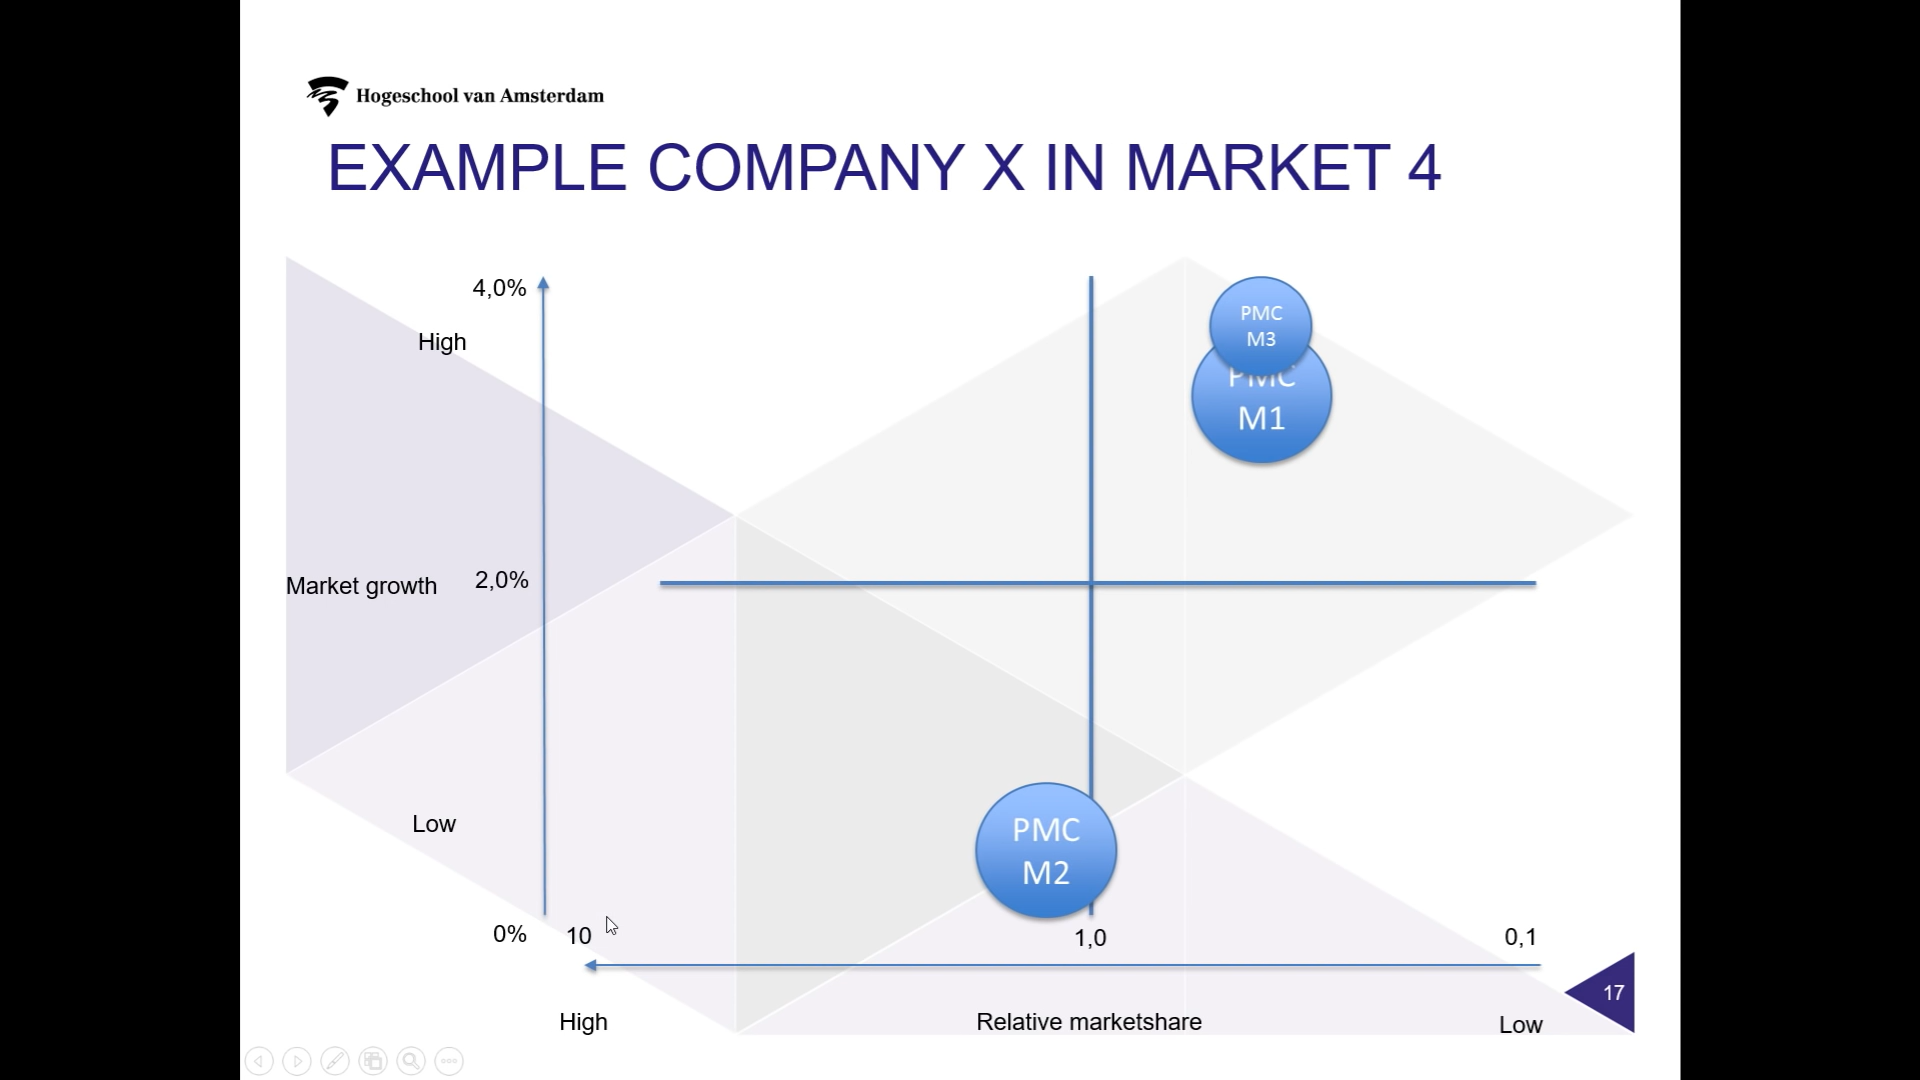 Hogeschool van Amsterdam
EXAMPLE COMPANY X IN MARKET 4
4,0%
High
PMC
M3
PMC
M1
Market growth
2,0%
PMC
M2
Low
0%
10
1,0
0,1
17
High
Relative marketshare
Low